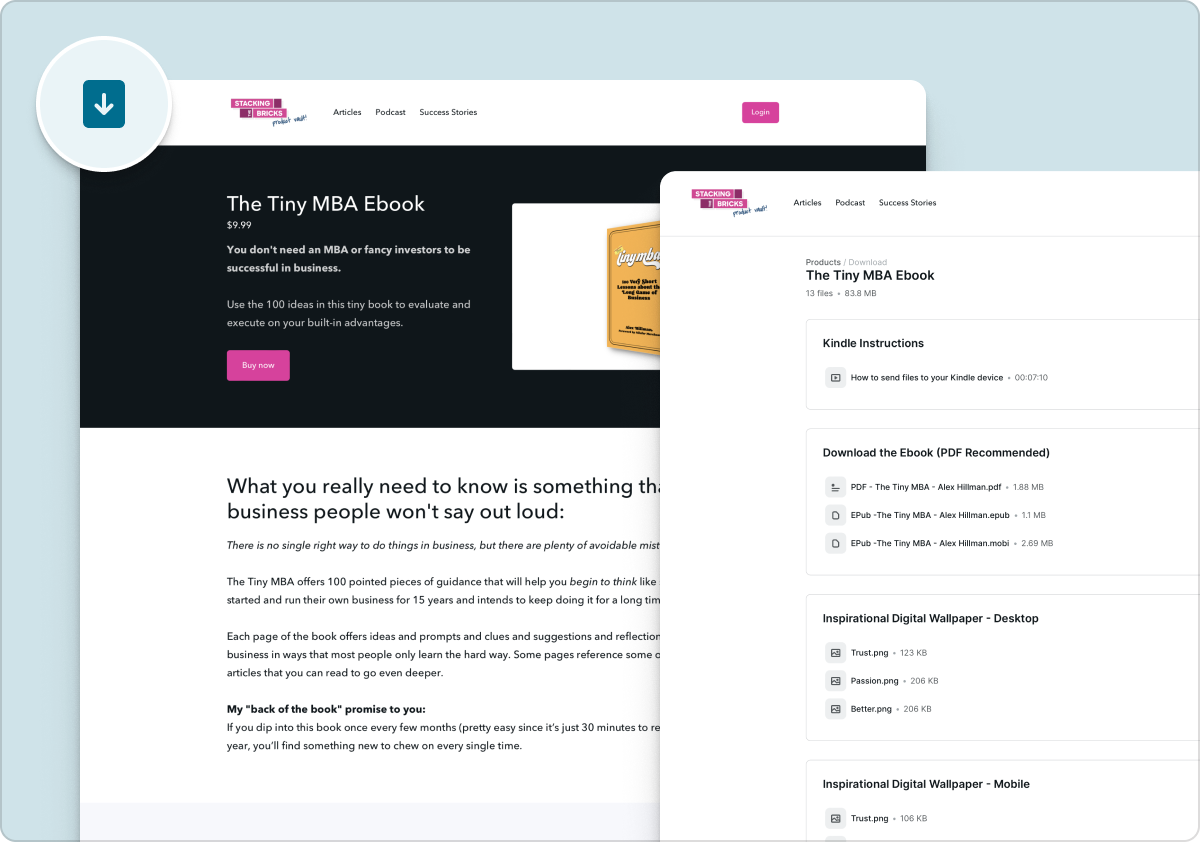 STACKING
THE BRICKS
product vault!
Articles Podcast Success Stories
Login
The Tiny MBA Ebook
$9.99
You don't need an MBA or fancy investors to be
successful in business.
Use the 100 ideas in this tiny book to evaluate and
execute on your built-in advantages.
Buy now
tinymba
100 Very Short
Lessons about the
Long Game of
Business
Alex Hillman
What you really need to know is something tha
business people won't say out loud:
There is no single right way to do things in business, but there are plenty of avoidable mist
The Tiny MBA offers 100 pointed pieces of guidance that will help you begin to think like
started and run their own business for 15 years and intends to keep doing it for a long tim
Each page of the book offers ideas and prompts and clues and suggestions and reflection
business in ways that most people only learn the hard way. Some pages reference some o
articles that you can read to go even deeper.
My "back of the book" promise to you:
If you dip into this book once every few months (pretty easy since it's just 30 minutes to re
year, you'll find something new to chew on every single time.
STACKING
THE BRICKS
product vault!
Articles Podcast Success Stories
Products / Download
The Tiny MBA Ebook
13 files • 83.8 MB
Kindle Instructions
How to send files to your Kindle device • 00:07:10
Download the Ebook (PDF Recommended)
PDF - The Tiny MBA - Alex Hillman.pdf • 1.88 MB
EPub -The Tiny MBA - Alex Hillman.epub • 1.1 MB
EPub -The Tiny MBA - Alex Hillman.mobi • 2.69 MB
Inspirational Digital Wallpaper - Desktop
Trust.png • 123 KB
Passion.png • 206 KB
Better.png • 206 KB
Inspirational Digital Wallpaper - Mobile
Trust.png • 106 KB